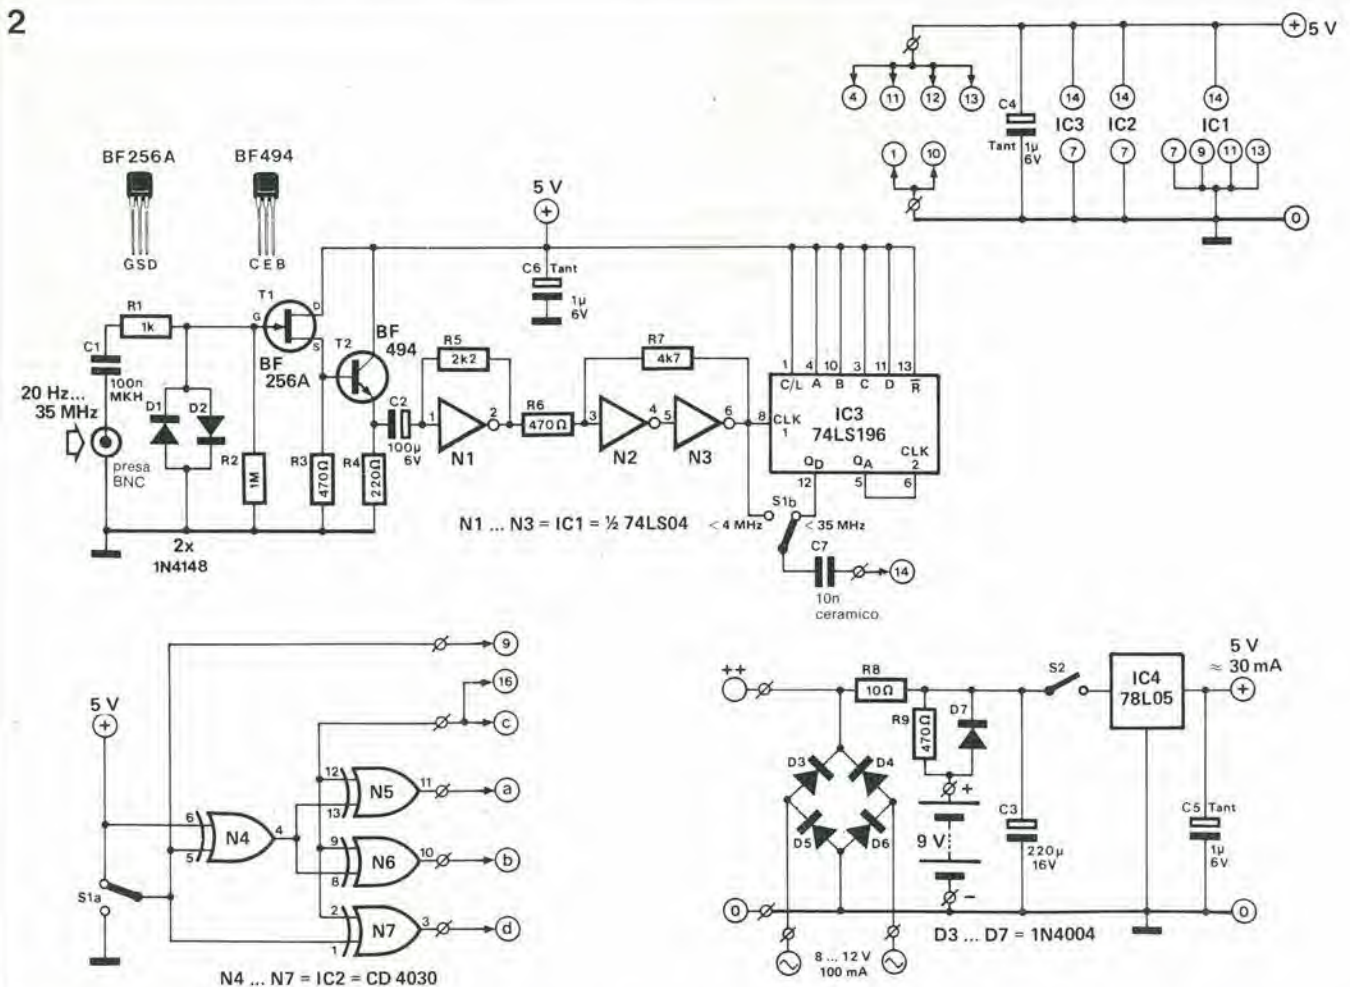 2
+ 5 V
4 11 12 13
C4
Tant 1µ
6V
14 14 14
IC3 IC2 IC1
7 7 7 9 11 13
1 10
0
BF256A BF494
G S D C E B
5 V
+
C6 Tant
1µ
6V
R1
1k
C1
100n
MKH
20 Hz...
35 MHz
presa
BNC
D1 D2
2x
1N4148
R2
1M
T1
G D S
BF
256A
T2
BF
494
R3
470Ω
R4
220Ω
C2
100µ
6V
R5
2k2
1 2
N1
R6
470Ω
R7
4k7
3 4 5 6
N2 N3
N1 ... N3 = IC1 = ½ 74LS04
1 4 10 3 11 13
C/L A B C D R̅
8 CLK
1
IC3
74LS196
CLK
2
QD QA
12 5 6
S1b
< 4 MHz < 35 MHz
C7
10n
ceramico
14
5 V
+
S1a
6
5
N4
4
9
16
c
12
13
N5
11
a
9
8
N6
10
b
2
1
N7
3
d
N4 ... N7 = IC2 = CD 4030
++
R8
10Ω
R9
470Ω
D7
S2
IC4
78L05
5 V
≈ 30 mA
+
D3 D4
D5 D6
+
9 V
-
C3
220µ
16V
C5 Tant
1µ
6V
0 0
8 ... 12 V
100 mA
D3 ... D7 = 1N4004